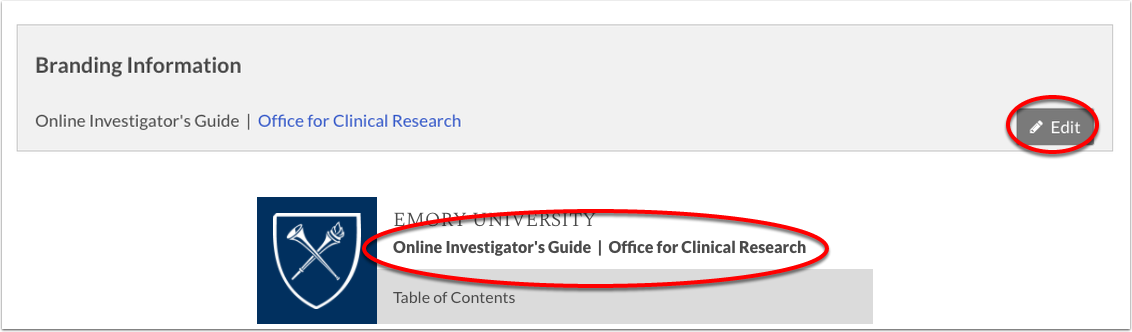 Branding Information
Online Investigator's Guide | Office for Clinical Research
Edit
EMORY UNIVERSITY
Online Investigator's Guide | Office for Clinical Research
Table of Contents